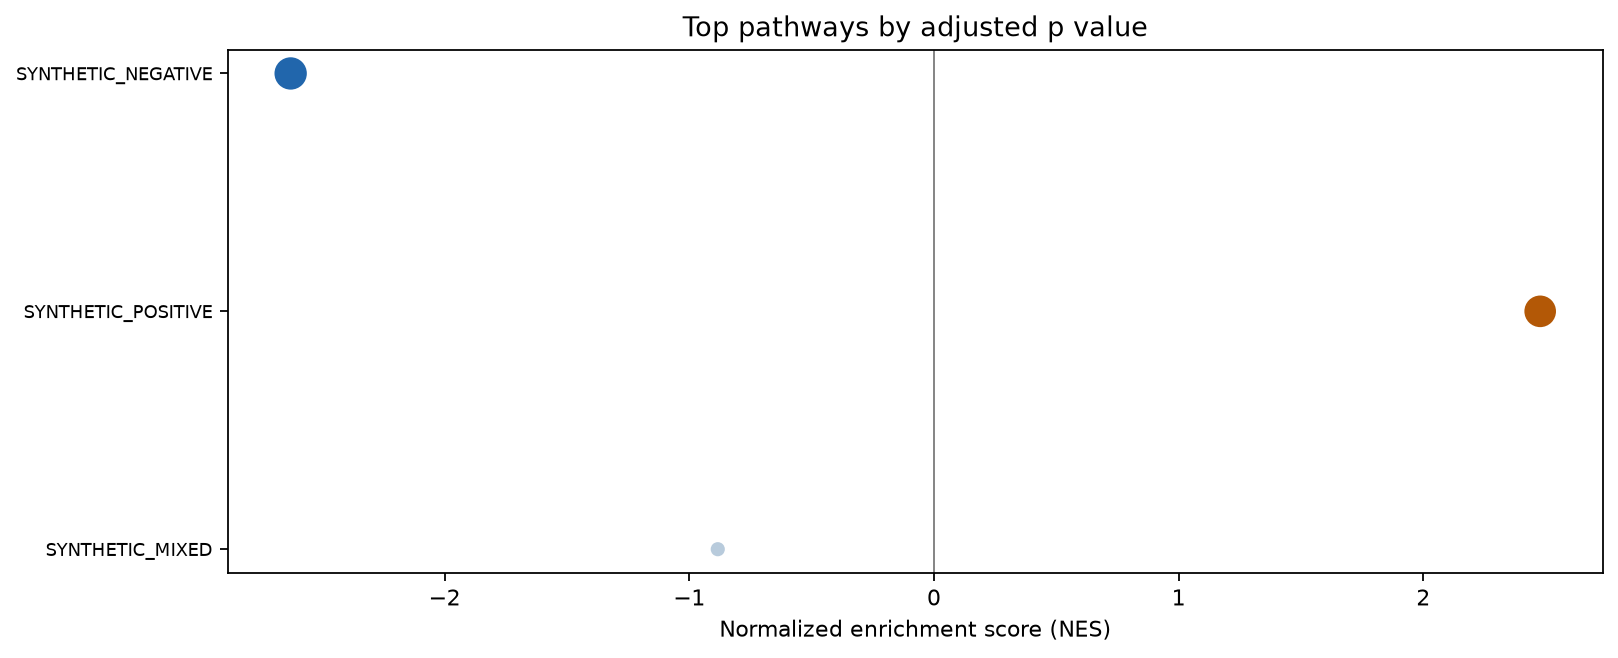 Top pathways by adjusted p value
SYNTHETIC_NEGATIVE
SYNTHETIC_POSITIVE
SYNTHETIC_MIXED
−2 −1 0 1 2
Normalized enrichment score (NES)